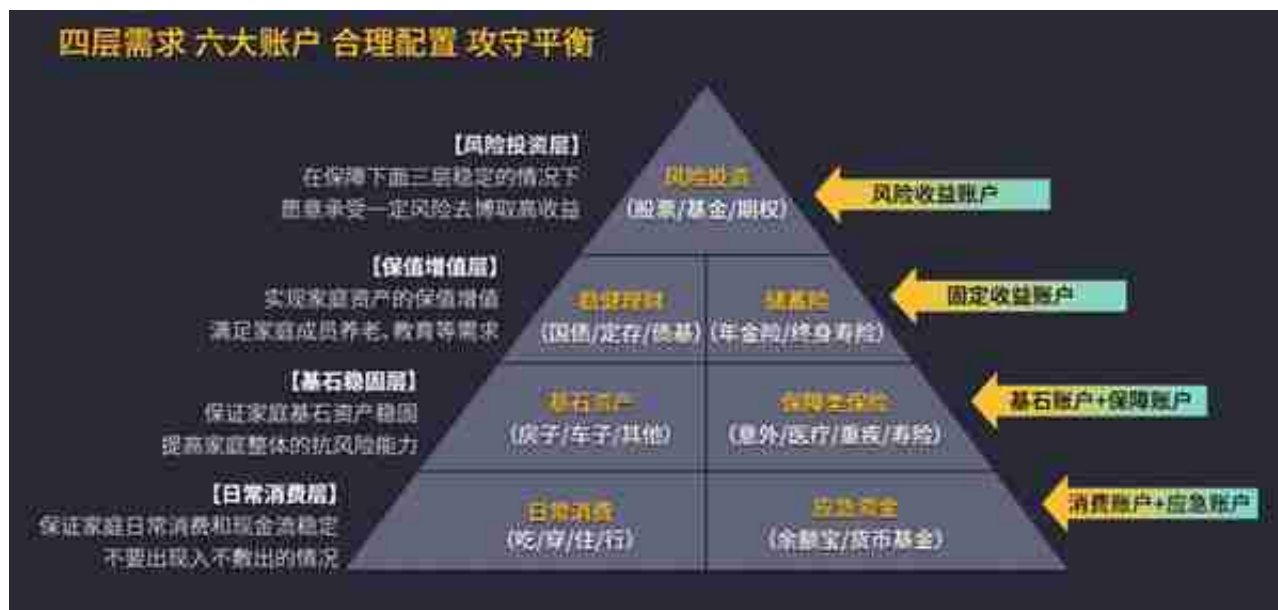 四层需求 六大账户 合理配置 攻守平衡
【风险投资层】
在保障下面三层稳定的情况下
愿意承受一定风险去博取高收益
风险投资
（股票/基金/期权）
风险收益账户
【保值增值层】
实现家庭资产的保值增值
满足家庭成员养老、教育等需求
稳健理财
（国债/定存/债基）
储蓄险
（年金险/终身寿险）
固定收益账户
【基石稳固层】
保证家庭基石资产稳固
提高家庭整体的抗风险能力
基石资产
（房子/车子/其他）
保障类保险
（意外/医疗/重疾/寿险）
基石账户+保障账户
【日常消费层】
保证家庭日常消费和现金流稳定
不要出现入不敷出的情况
日常消费
（吃/穿/住/行）
应急资金
（余额宝/货币基金）
消费账户+应急账户